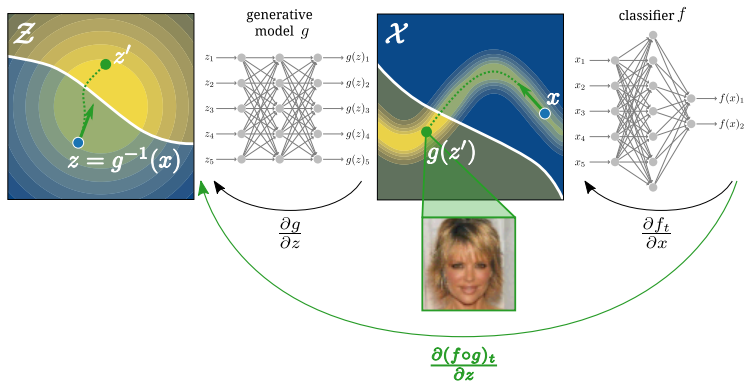 𝒵
z′
z = g⁻¹(x)
generative
model g
z₁
z₂
z₃
z₄
z₅
g(z)₁
g(z)₂
g(z)₃
g(z)₄
g(z)₅
𝒳
x
g(z′)
classifier f
x₁
x₂
x₃
x₄
x₅
f(x)₁
f(x)₂
∂g
∂z
∂fₜ
∂x
∂(f∘g)ₜ
∂z